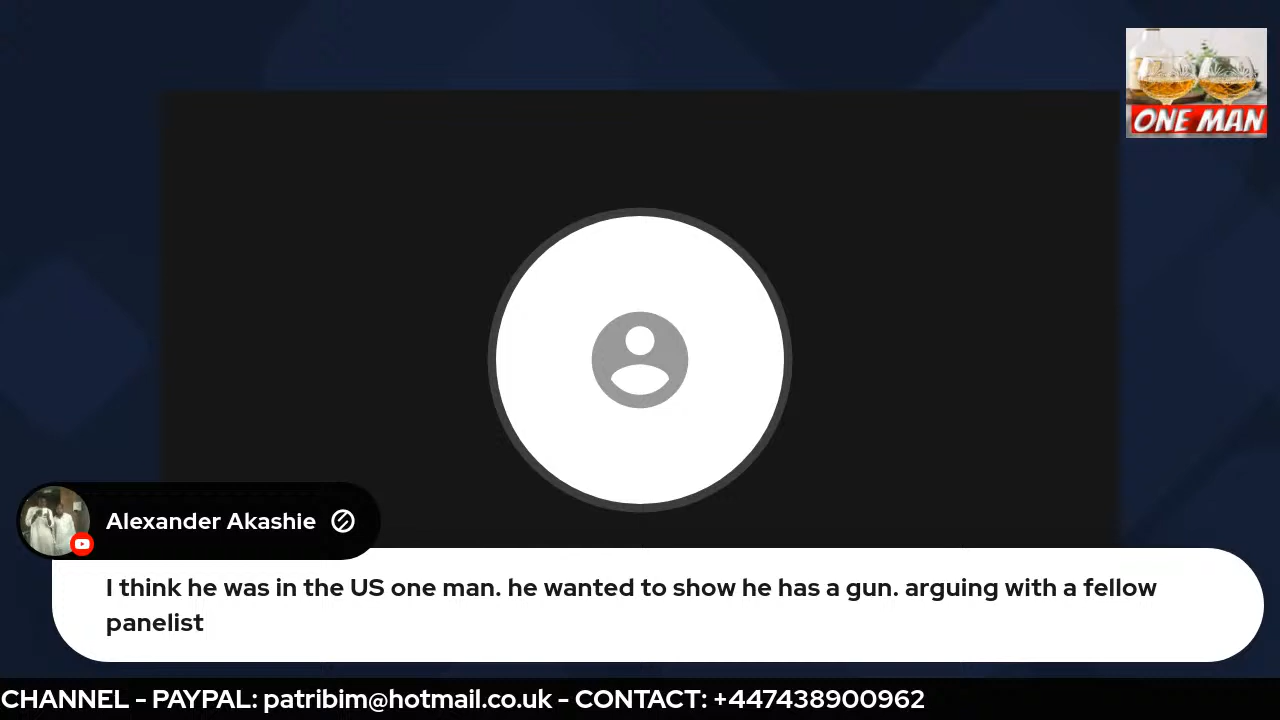 ONE MAN
Alexander Akashie
I think he was in the US one man. he wanted to show he has a gun. arguing with a fellow
panelist
CHANNEL - PAYPAL: patribim@hotmail.co.uk - CONTACT: +447438900962